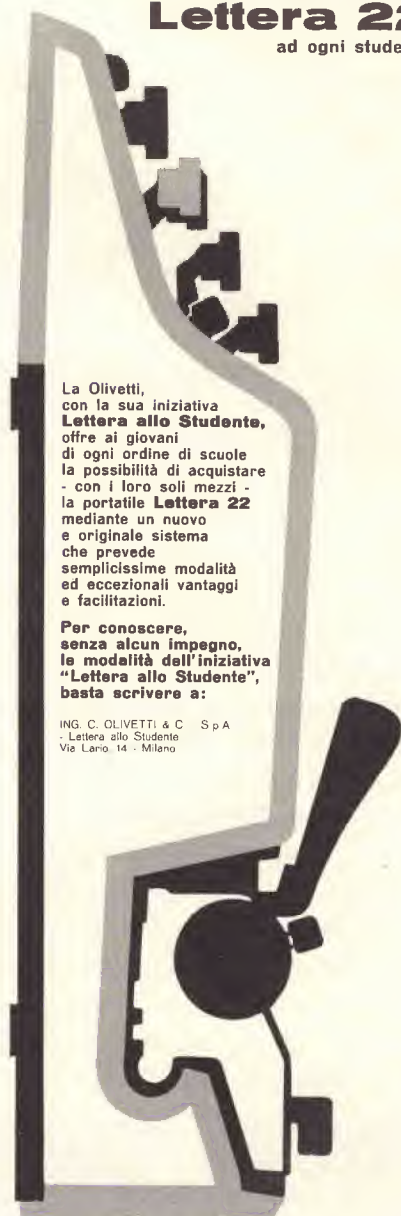 Lettera 22
ad ogni stude
La Olivetti,
con la sua iniziativa
Lettera allo Studente,
offre ai giovani
di ogni ordine di scuole
la possibilità di acquistare
- con i loro soli mezzi -
la portatile Lettera 22
mediante un nuovo
e originale sistema
che prevede
semplicissime modalità
ed eccezionali vantaggi
e facilitazioni.
Per conoscere,
senza alcun impegno,
le modalità dell'iniziativa
“Lettera allo Studente”,
basta scrivere a:
ING. C. OLIVETTI & C S p A
- Lettera allo Studente
Via Lario 14 - Milano